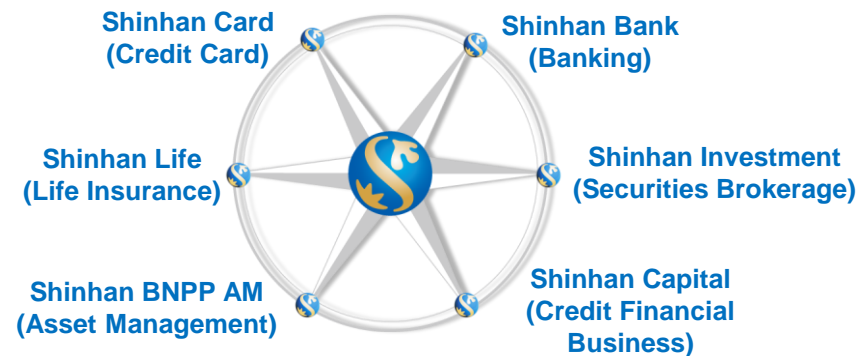 Shinhan Card
(Credit Card)
Shinhan Bank
(Banking)
Shinhan Life
(Life Insurance)
Shinhan Investment
(Securities Brokerage)
Shinhan BNPP AM
(Asset Management)
Shinhan Capital
(Credit Financial
Business)